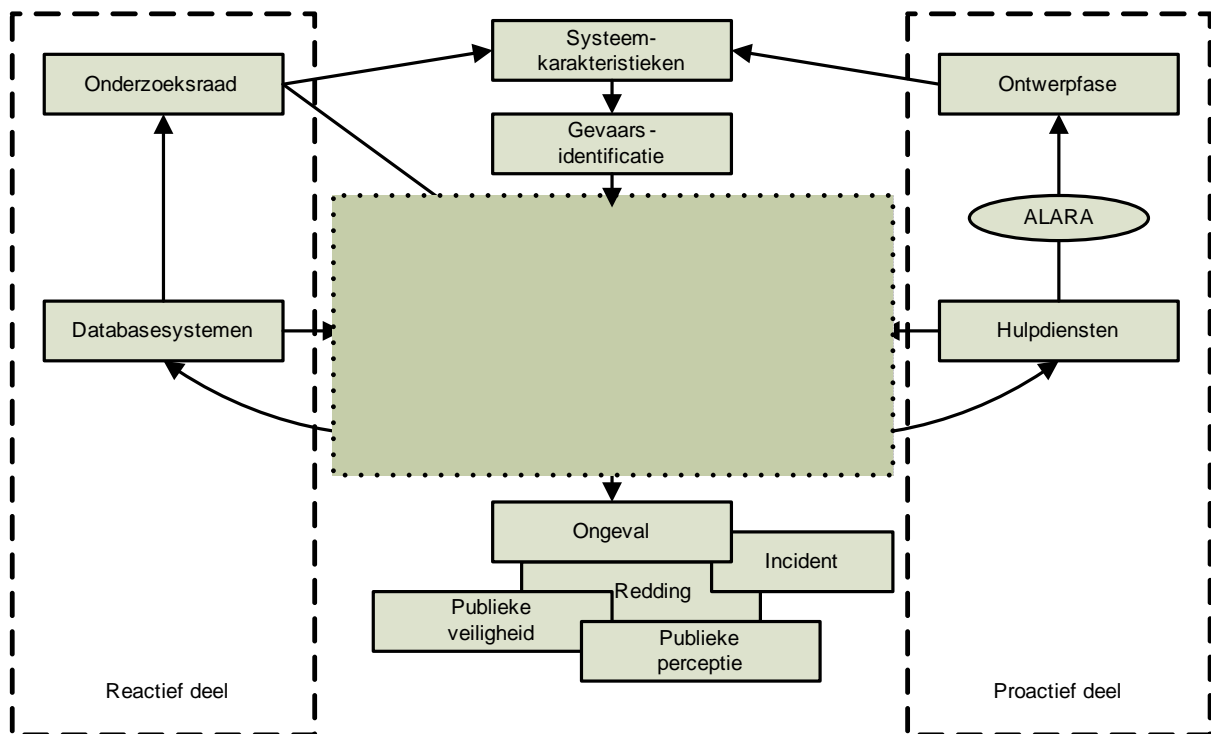 Systeem-
karakteristieken
Onderzoeksraad
Ontwerpfase
Gevaars-
identificatie
ALARA
Databasesystemen
Hulpdiensten
Ongeval
Incident
Redding
Publieke
veiligheid
Publieke
perceptie
Reactief deel
Proactief deel